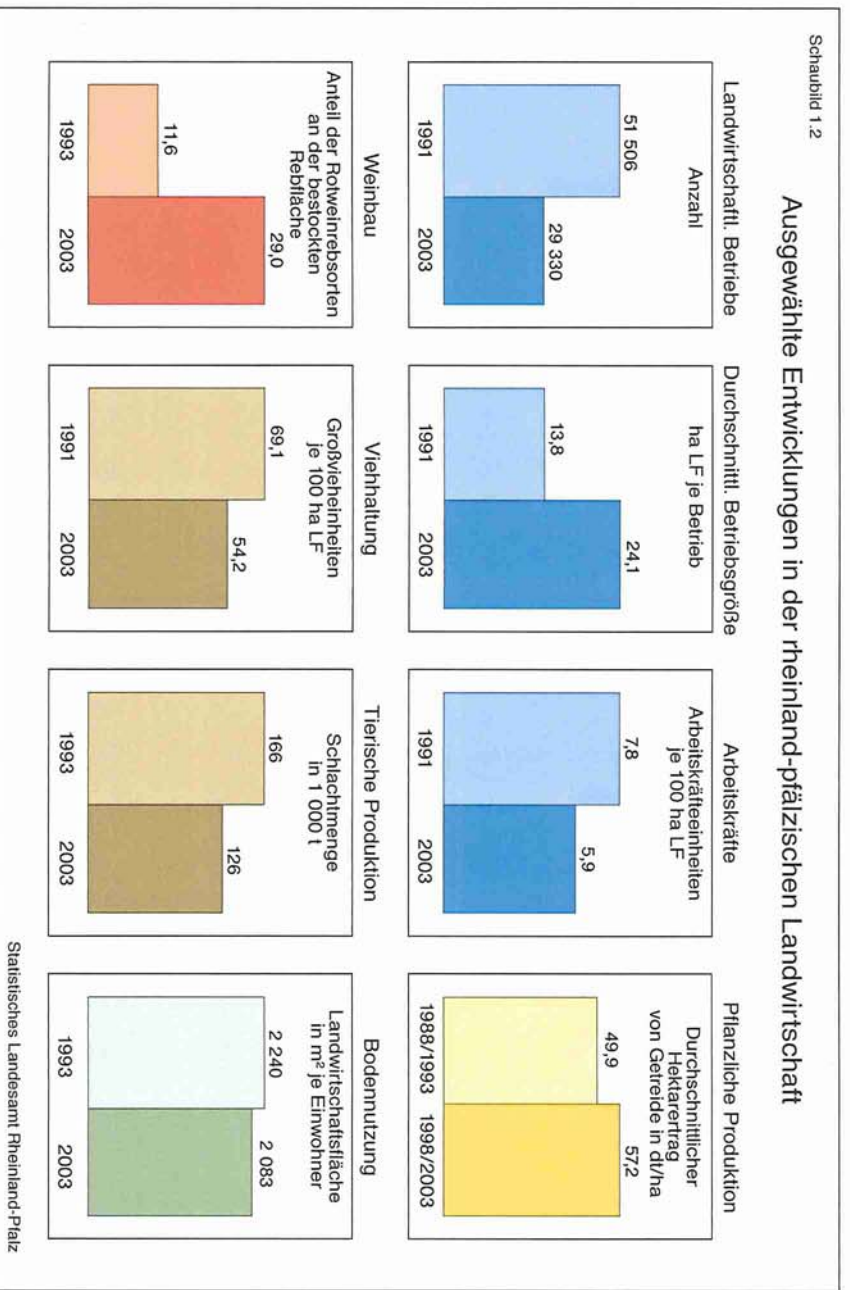 Schaubild 1.2
Ausgewählte Entwicklungen in der rheinland-pfälzischen Landwirtschaft
Landwirtschaftl. Betriebe
Anzahl
51 506
29 330
1991
2003
Durchschnittl. Betriebsgröße
ha LF je Betrieb
13,8
24,1
1991
2003
Arbeitskräfte
Arbeitskräfteeinheiten
je 100 ha LF
7,8
5,9
1991
2003
Pflanzliche Produktion
Durchschnittlicher
Hektarertrag
von Getreide in dt/ha
49,9
57,2
1988/1993
1998/2003
Weinbau
Anteil der Rotweinrebsorten
an der bestockten
Rebfläche
11,6
29,0
1993
2003
Viehhaltung
Großvieheinheiten
je 100 ha LF
69,1
54,2
1991
2003
Tierische Produktion
Schlachtmenge
in 1 000 t
166
126
1993
2003
Bodennutzung
Landwirtschaftsfläche
in m² je Einwohner
2 240
2 083
1993
2003
Statistisches Landesamt Rheinland-Pfalz